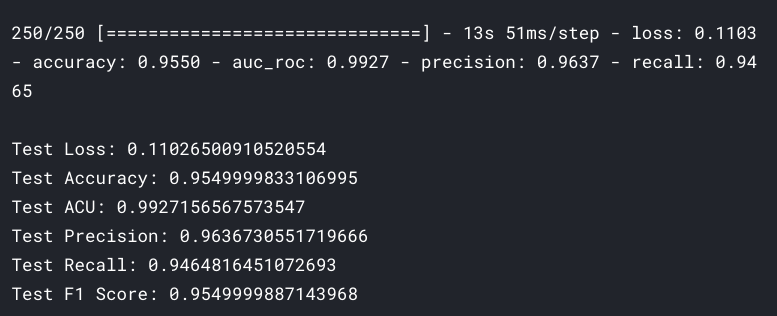 250/250 [==============================] - 13s 51ms/step - loss: 0.1103
- accuracy: 0.9550 - auc_roc: 0.9927 - precision: 0.9637 - recall: 0.94
65
Test Loss: 0.11026500910520554
Test Accuracy: 0.9549999833106995
Test ACU: 0.9927156567573547
Test Precision: 0.9636730551719666
Test Recall: 0.9464816451072693
Test F1 Score: 0.9549999887143968